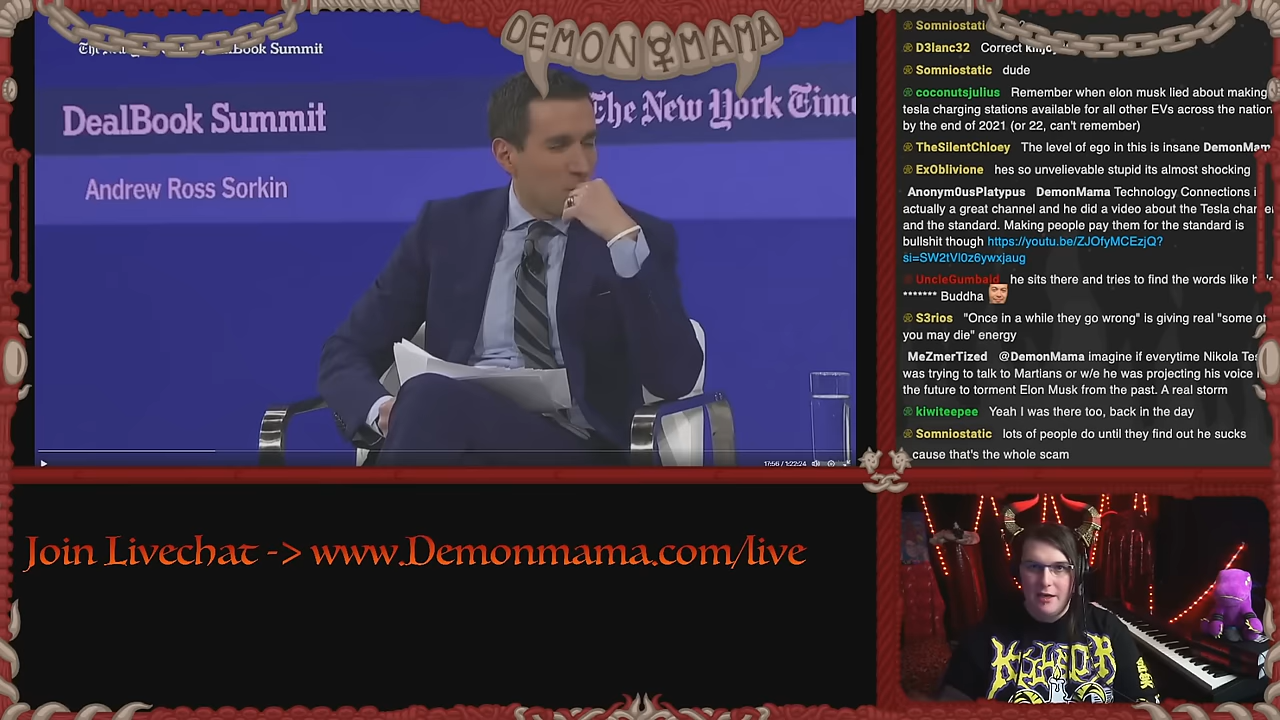 DEMON MAMA
DealBook Summit
The New York Time
Andrew Ross Sorkin
17:56 / 1:22:24
Join Livechat -> www.Demonmama.com/live
D3lanc32 Correct
Somniostatic dude
coconutsjulius Remember when elon musk lied about making
tesla charging stations available for all other EVs across the nation
by the end of 2021 (or 22, can't remember)
TheSilentChloey The level of ego in this is insane DemonMam
ExOblivione hes so unvelievable stupid its almost shocking
Anonym0usPlatypus DemonMama Technology Connections i
actually a great channel and he did a video about the Tesla charger
and the standard. Making people pay them for the standard is
bullshit though https://youtu.be/ZJOfyMCEzjQ?
si=SW2tVl0z6ywxjaug
UncleGumbald he sits there and tries to find the words like
******* Buddha
S3rios "Once in a while they go wrong" is giving real "some of
you may die" energy
MeZmerTized @DemonMama imagine if everytime Nikola Tes
was trying to talk to Martians or w/e he was projecting his voice
the future to torment Elon Musk from the past. A real storm
kiwiteepee Yeah I was there too, back in the day
Somniostatic lots of people do until they find out he sucks
cause that's the whole scam
KILLER